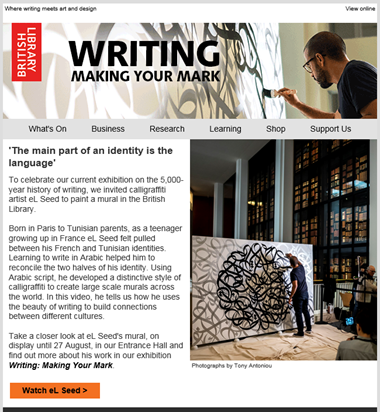 Where writing meets art and design
View online
BRITISH
LIBRARY
WRITING
MAKING YOUR MARK
What's On
Business
Research
Learning
Shop
Support Us
'The main part of an identity is the
language'
To celebrate our current exhibition on the 5,000-
year history of writing, we invited calligraffiti
artist eL Seed to paint a mural in the British
Library.
Born in Paris to Tunisian parents, as a teenager
growing up in France eL Seed felt pulled
between his French and Tunisian identities.
Learning to write in Arabic helped him to
reconcile the two halves of his identity. Using
Arabic script, he developed a distinctive style of
calligraffiti to create large scale murals across
the world. In this video, he tells us how he uses
the beauty of writing to build connections
between different cultures.
Take a closer look at eL Seed's mural, on
display until 27 August, in our Entrance Hall and
find out more about his work in our exhibition
Writing: Making Your Mark.
Photographs by Tony Antoniou
Watch eL Seed >